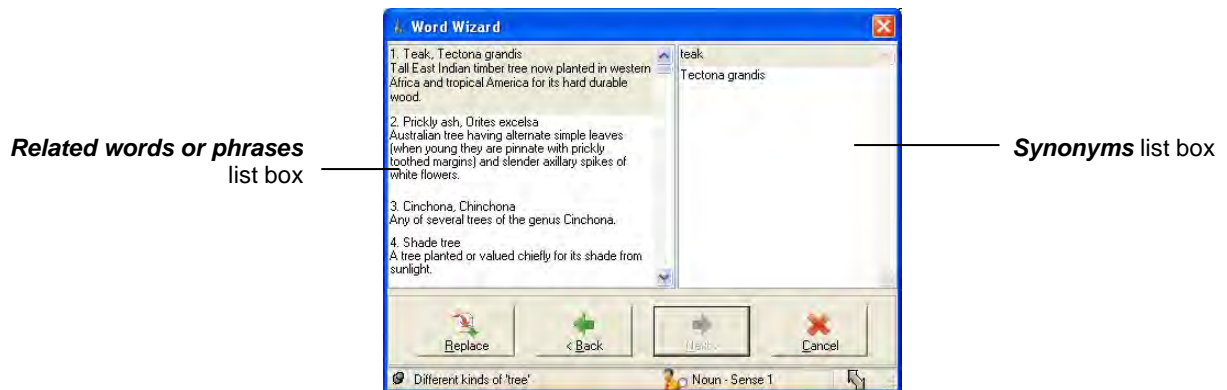 Word Wizard
1. Teak, Tectona grandis
Tall East Indian timber tree now planted in western
Africa and tropical America for its hard durable
wood.
2. Prickly ash, Orites excelsa
Australian tree having alternate simple leaves
(when young they are pinnate with prickly
toothed margins) and slender axillary spikes of
white flowers.
3. Cinchona, Chinchona
Any of several trees of the genus Cinchona.
4. Shade tree
A tree planted or valued chiefly for its shade from
sunlight.
teak
Tectona grandis
Related words or phrases
list box
Synonyms list box
Replace
< Back
Next >
Cancel
Different kinds of 'tree'
Noun - Sense 1